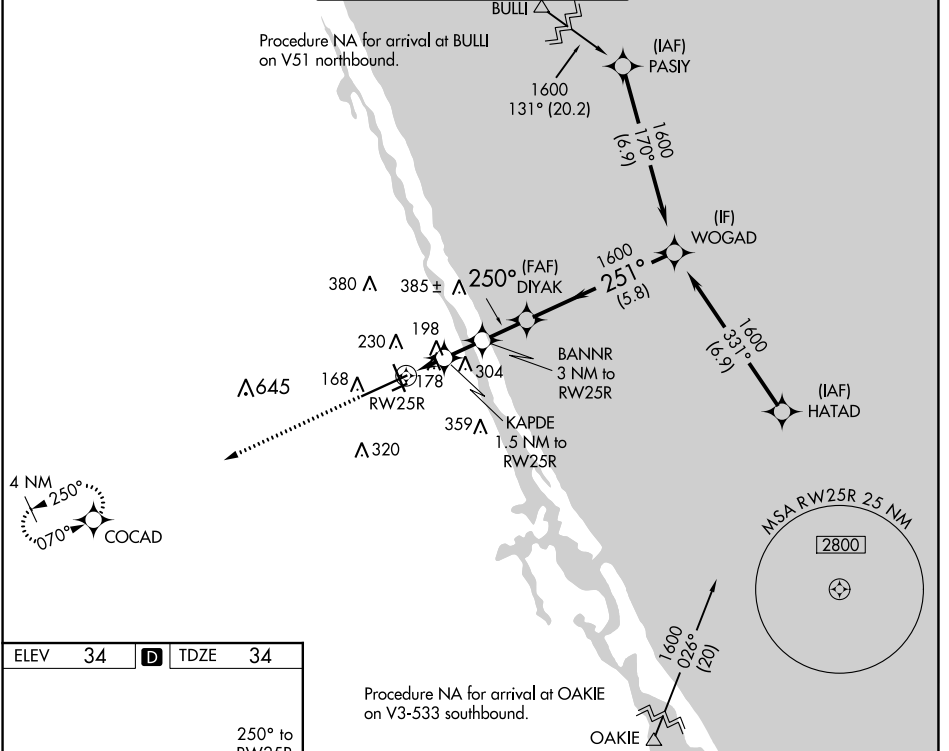 BULLI
Procedure NA for arrival at BULLI
on V51 northbound.
(IAF)
PASIY
1600
131° (20.2)
1600
170°
(6.9)
(IF)
WOGAD
1600
251°
(5.8)
250°
(FAF)
DIYAK
380
385 ±
230
198
BANNR
3 NM to
RW25R
1600
331°
(6.9)
(IAF)
HATAD
645
168
178
304
RW25R
359
KAPDE
1.5 NM to
RW25R
320
4 NM
250°
070°
COCAD
MSA RW25R 25 NM
2800
1600
026°
(20)
ELEV 34 D TDZE 34
Procedure NA for arrival at OAKIE
on V3-533 southbound.
OAKIE
250° to
RW25R